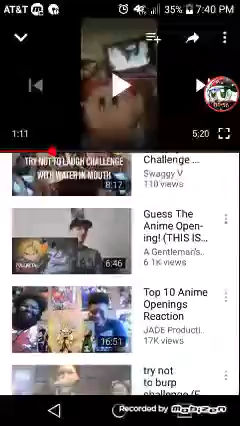 AT&T 35% 7:40 PM
1:11 5:20
TRY NOT TO LAUGH CHALLENGE
WITH WATER IN MOUTH
8:17
Challenge ...
Swaggy V
110 views
6:46
Guess The
Anime Open-
ing! (THIS IS...
A Gentleman's..
6.1K views
16:51
Top 10 Anime
Openings
Reaction
JADE Producti..
17K views
try not
to burp
Recorded by Mobizen